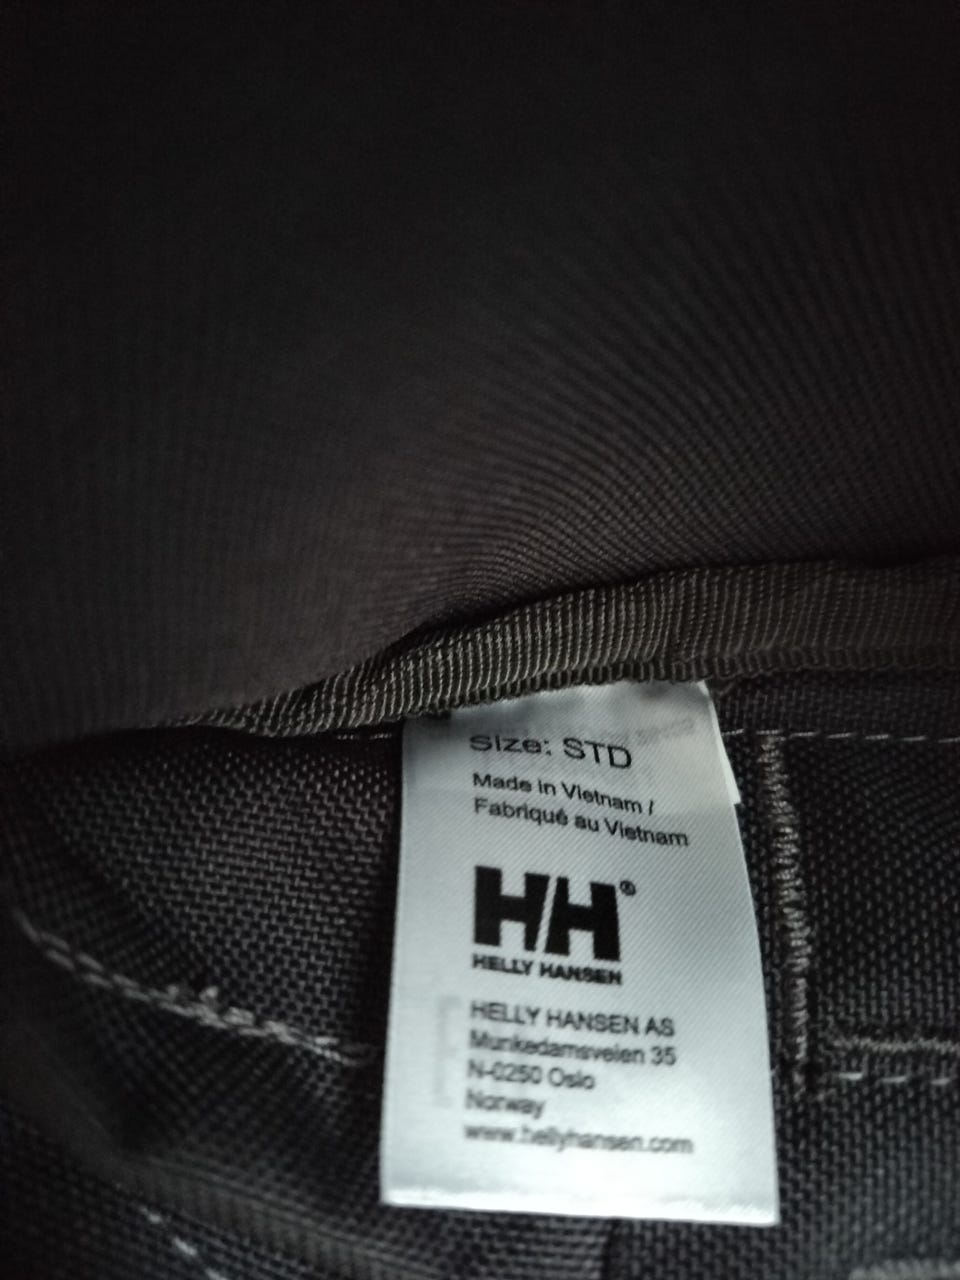 Size: STD
Made in Vietnam /
Fabriqué au Vietnam
HH®
HELLY HANSEN
HELLY HANSEN AS
Munkedamsveien 35
N-0250 Oslo
Norway
www.hellyhansen.com